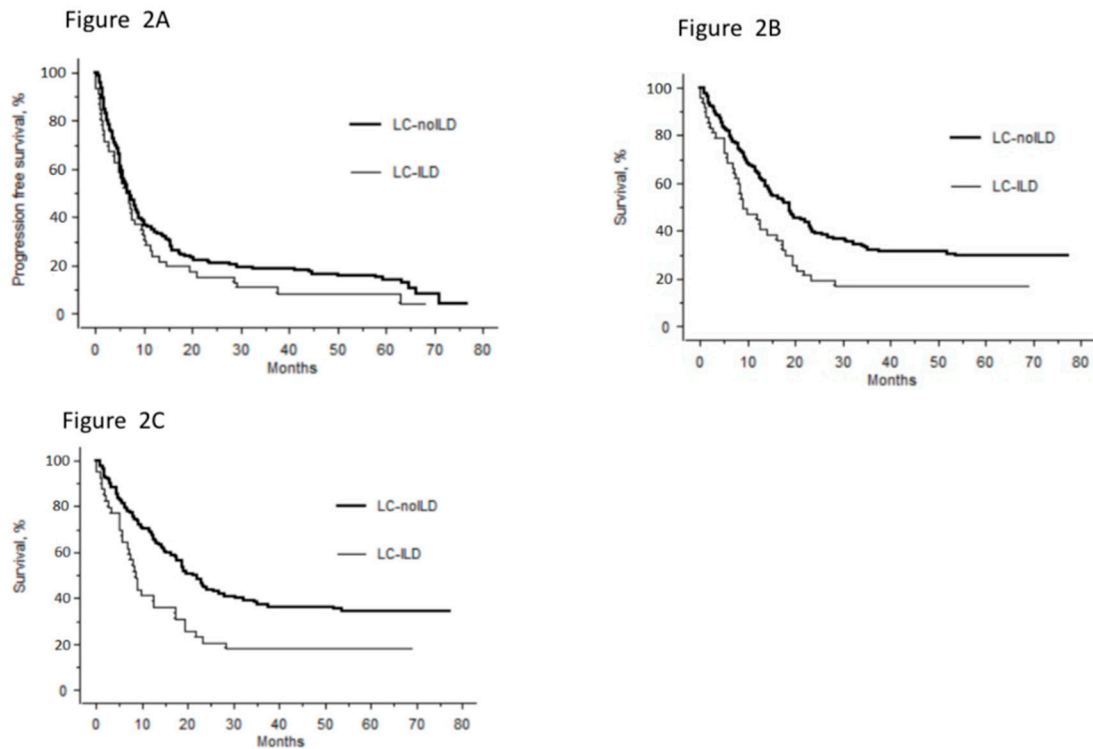 Figure 2A
100
80
60
40
20
0
Progression free survival, %
LC-noILD
LC-ILD
0 10 20 30 40 50 60 70 80
Months
Figure 2B
100
80
60
40
20
0
Survival, %
LC-noILD
LC-ILD
0 10 20 30 40 50 60 70 80
Months
Figure 2C
100
80
60
40
20
0
Survival, %
LC-noILD
LC-ILD
0 10 20 30 40 50 60 70 80
Months